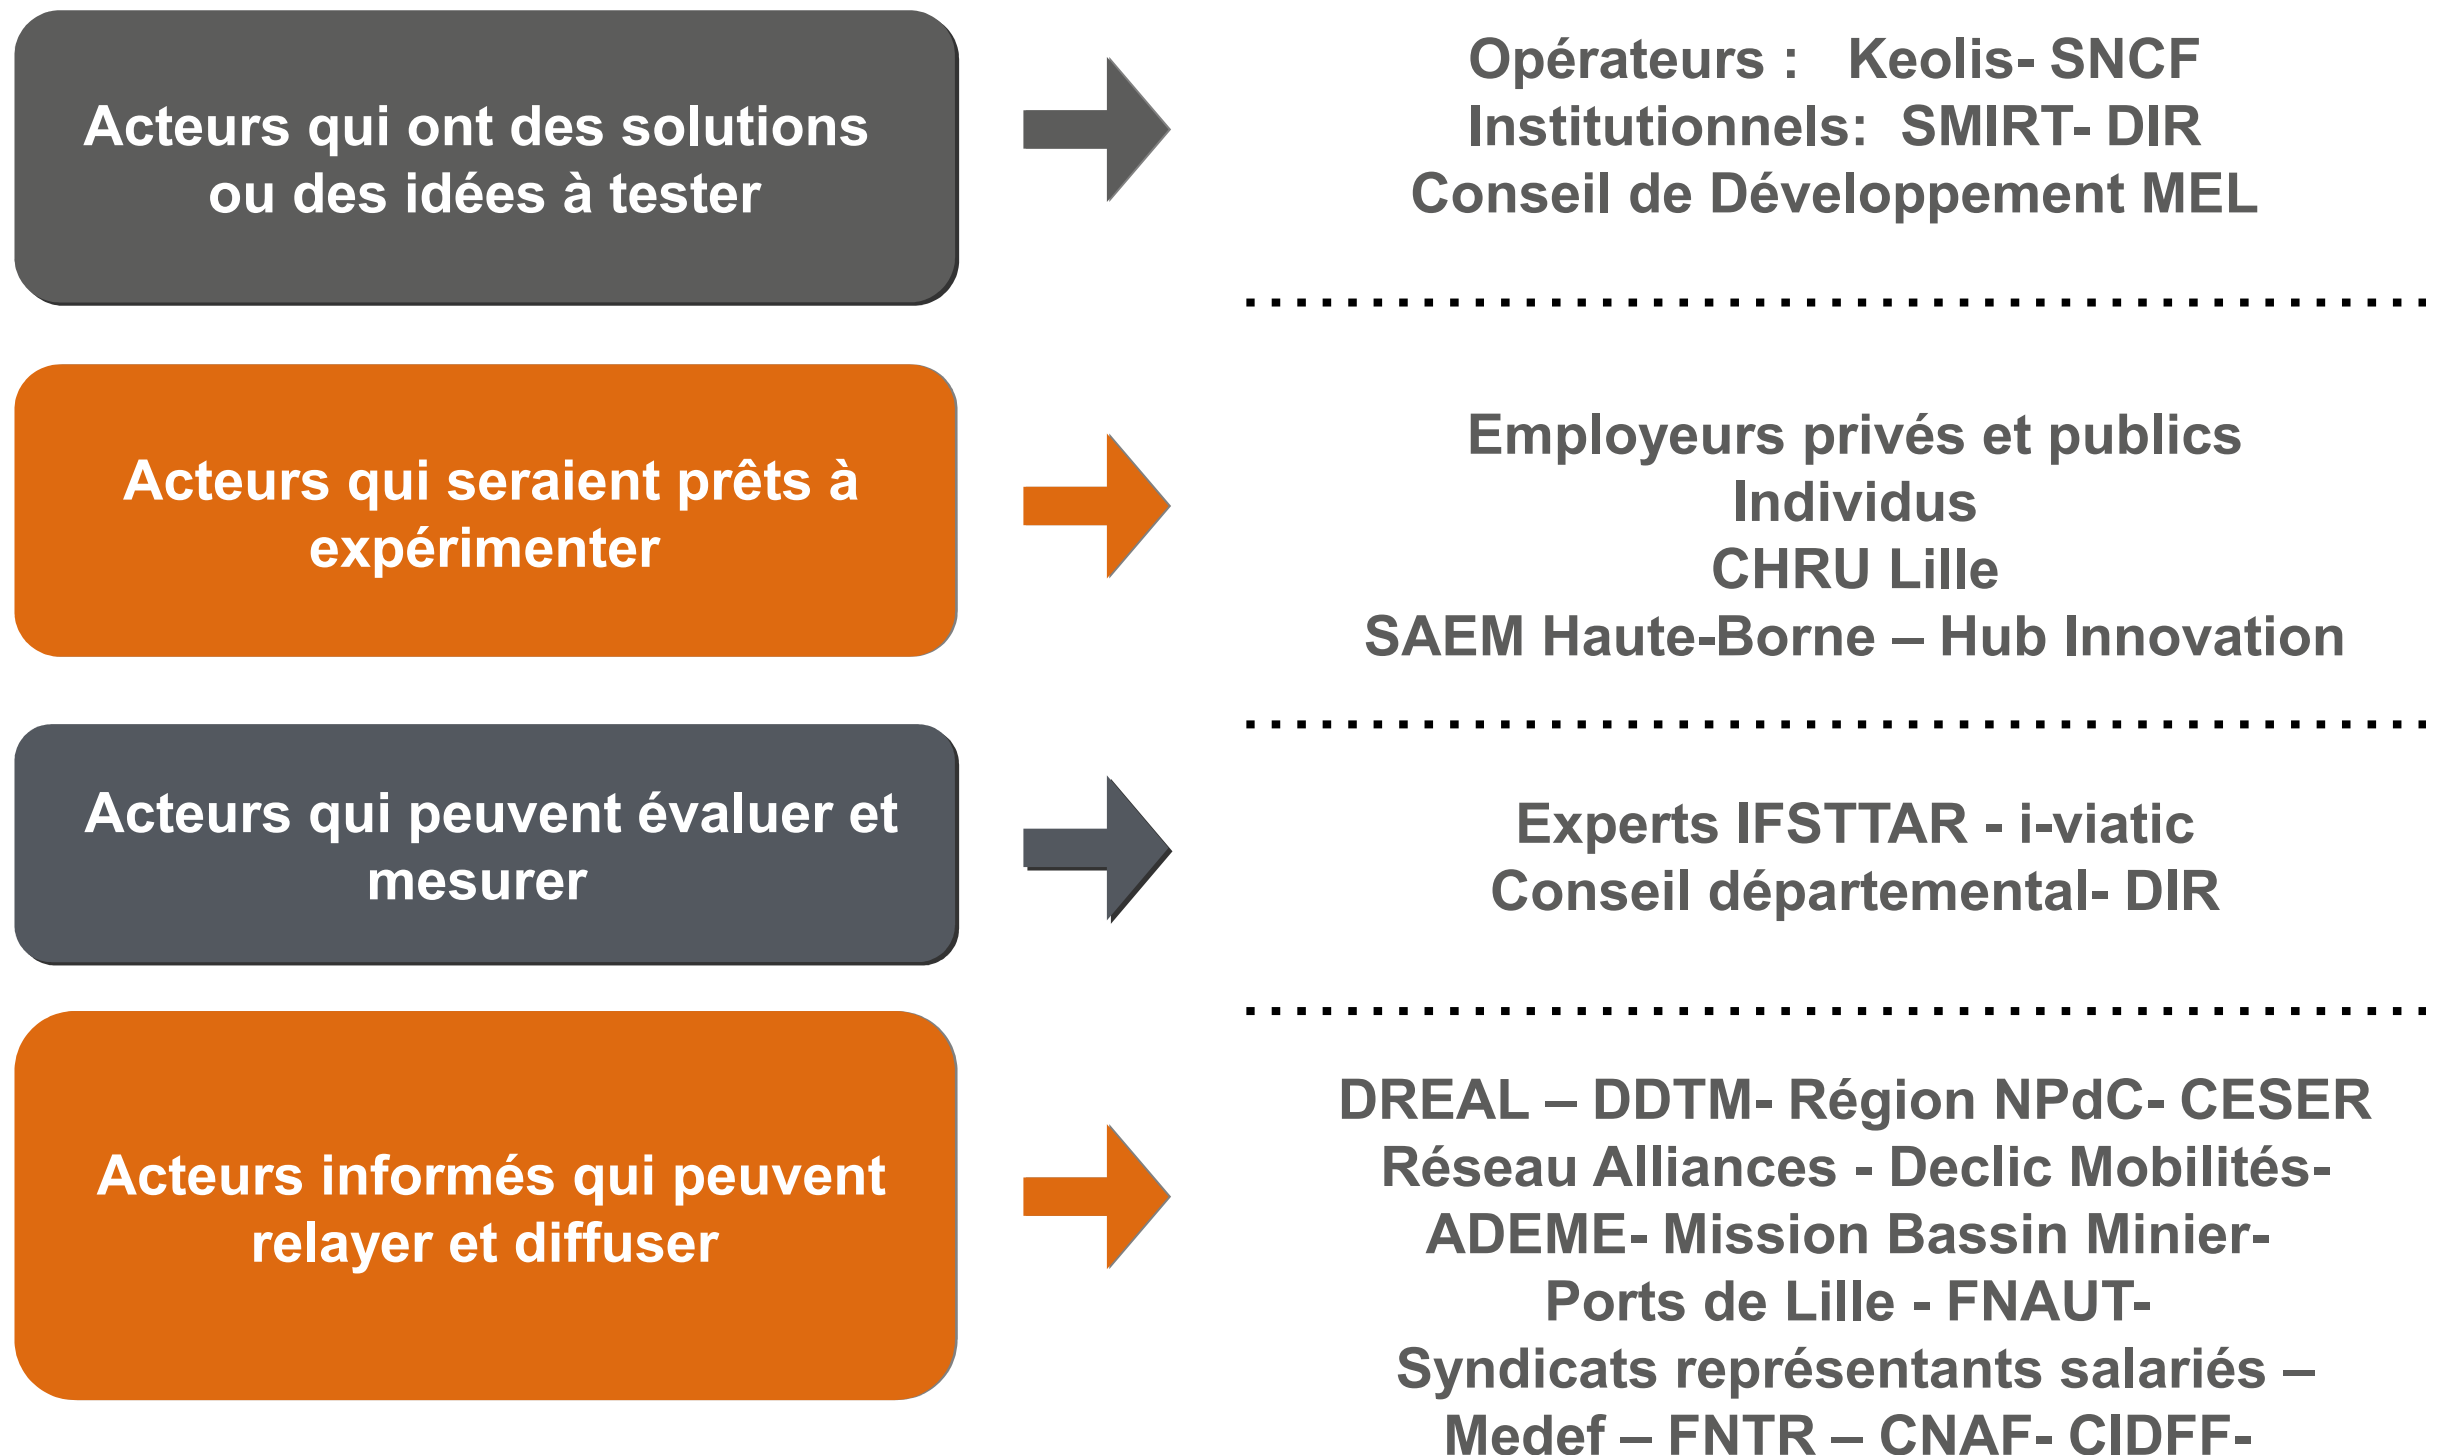 Acteurs qui ont des solutions
ou des idées à tester
Opérateurs :   Keolis- SNCF
Institutionnels:  SMIRT- DIR
Conseil de Développement MEL
Acteurs qui seraient prêts à
expérimenter
Employeurs privés et publics
Individus
CHRU Lille
SAEM Haute-Borne – Hub Innovation
Acteurs qui peuvent évaluer et
mesurer
Experts IFSTTAR - i-viatic
Conseil départemental- DIR
Acteurs informés qui peuvent
relayer et diffuser
DREAL – DDTM- Région NPdC- CESER
Réseau Alliances - Declic Mobilités-
ADEME- Mission Bassin Minier-
Ports de Lille - FNAUT-
Syndicats représentants salariés –
Medef – FNTR – CNAF- CIDFF-